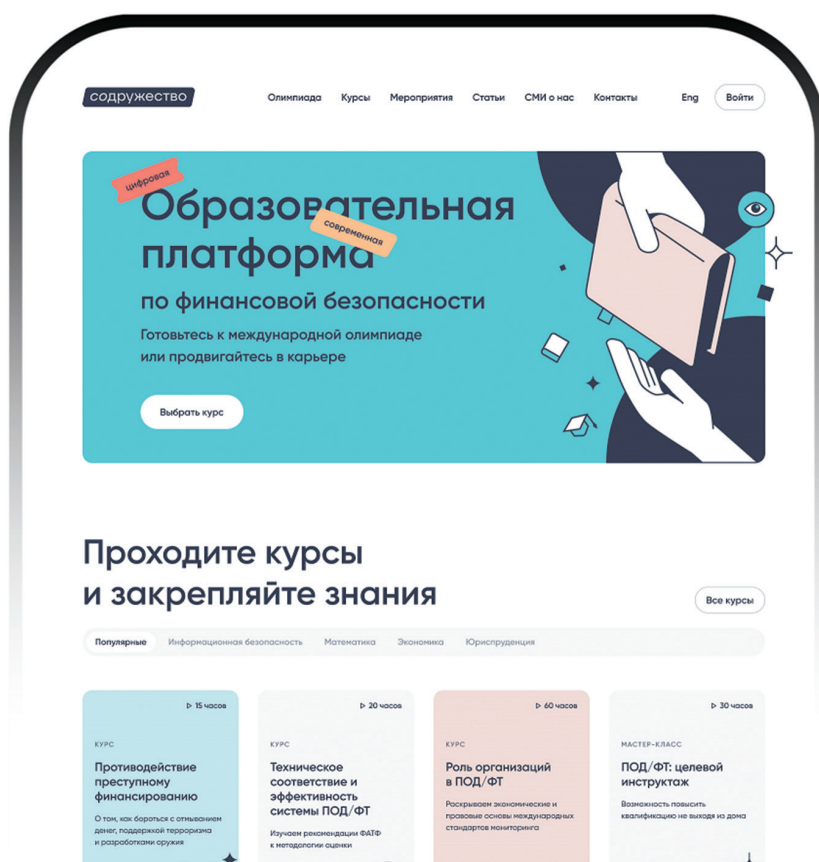 содружество
Олимпиада Курсы Мероприятия Статьи СМИ о нас Контакты Eng Войти
цифровая
Образовательная
современная
платформа
по финансовой безопасности
Готовьтесь к международной олимпиаде
или продвигайтесь в карьере
Выбрать курс
Проходите курсы
и закрепляйте знания
Все курсы
Популярные Информационная безопасность Математика Экономика Юриспруденция
15 часов
КУРС
Противодействие
преступному
финансированию
О том, как бороться с отмыванием
денег, поддержкой терроризма
и разработками оружия
20 часов
КУРС
Техническое
соответствие и
эффективность
системы ПОД/ФТ
Изучаем рекомендации ФАТФ
к методологии оценки
60 часов
КУРС
Роль организаций
в ПОД/ФТ
Раскрываем экономические и
правовые основы международных
стандартов мониторинга
30 часов
МАСТЕР-КЛАСС
ПОД/ФТ: целевой
инструктаж
Возможность повысить
квалификацию не выходя из дома